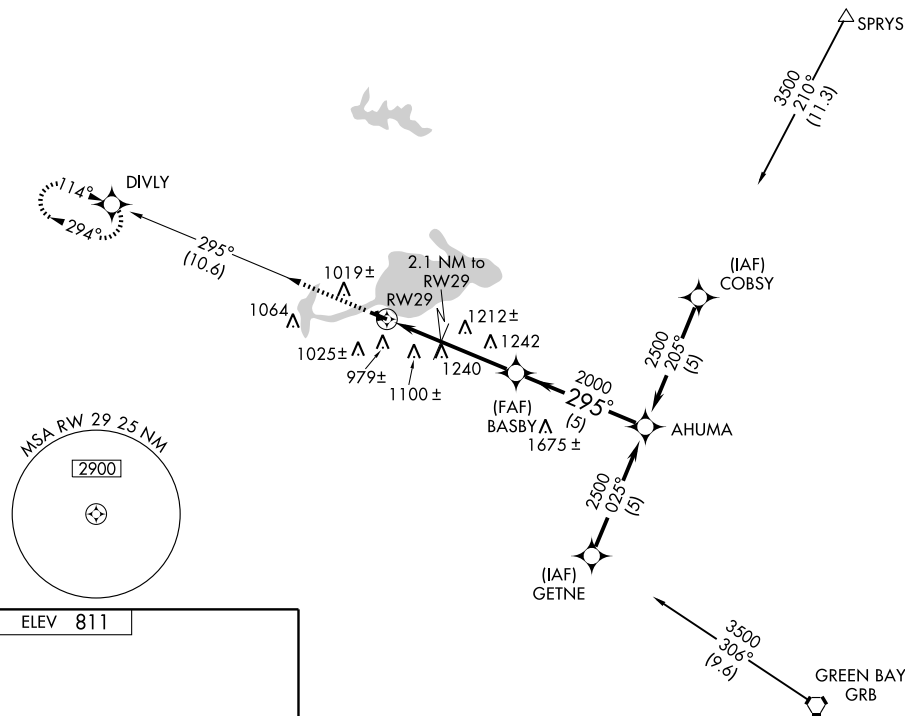 SPRYS
3500
210°
(11.3)
DIVLY
114°
294°
295°
(10.6)
1019±
2.1 NM to
RW29
RW29
1064
1212±
1242
1025±
979±
1100±
1240
(IAF)
COBSY
2500
205°
(5)
2000
295°
(5)
(FAF)
BASBY
1675±
AHUMA
2500
025°
(5)
(IAF)
GETNE
MSA RW 29 25 NM
2900
ELEV 811
3500
306°
(9.6)
GREEN BAY
GRB